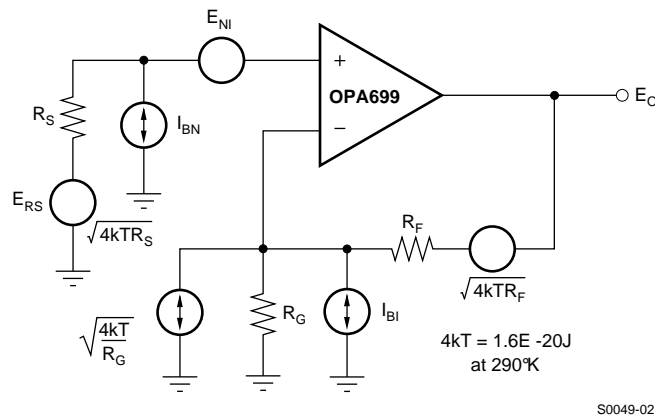 E_NI
+
OPA699
−
E_O
R_S
I_BN
E_RS
√4kTR_S
R_F
√4kTR_F
√4kT/R_G
R_G
I_BI
4kT = 1.6E -20J
at 290°K
S0049-02